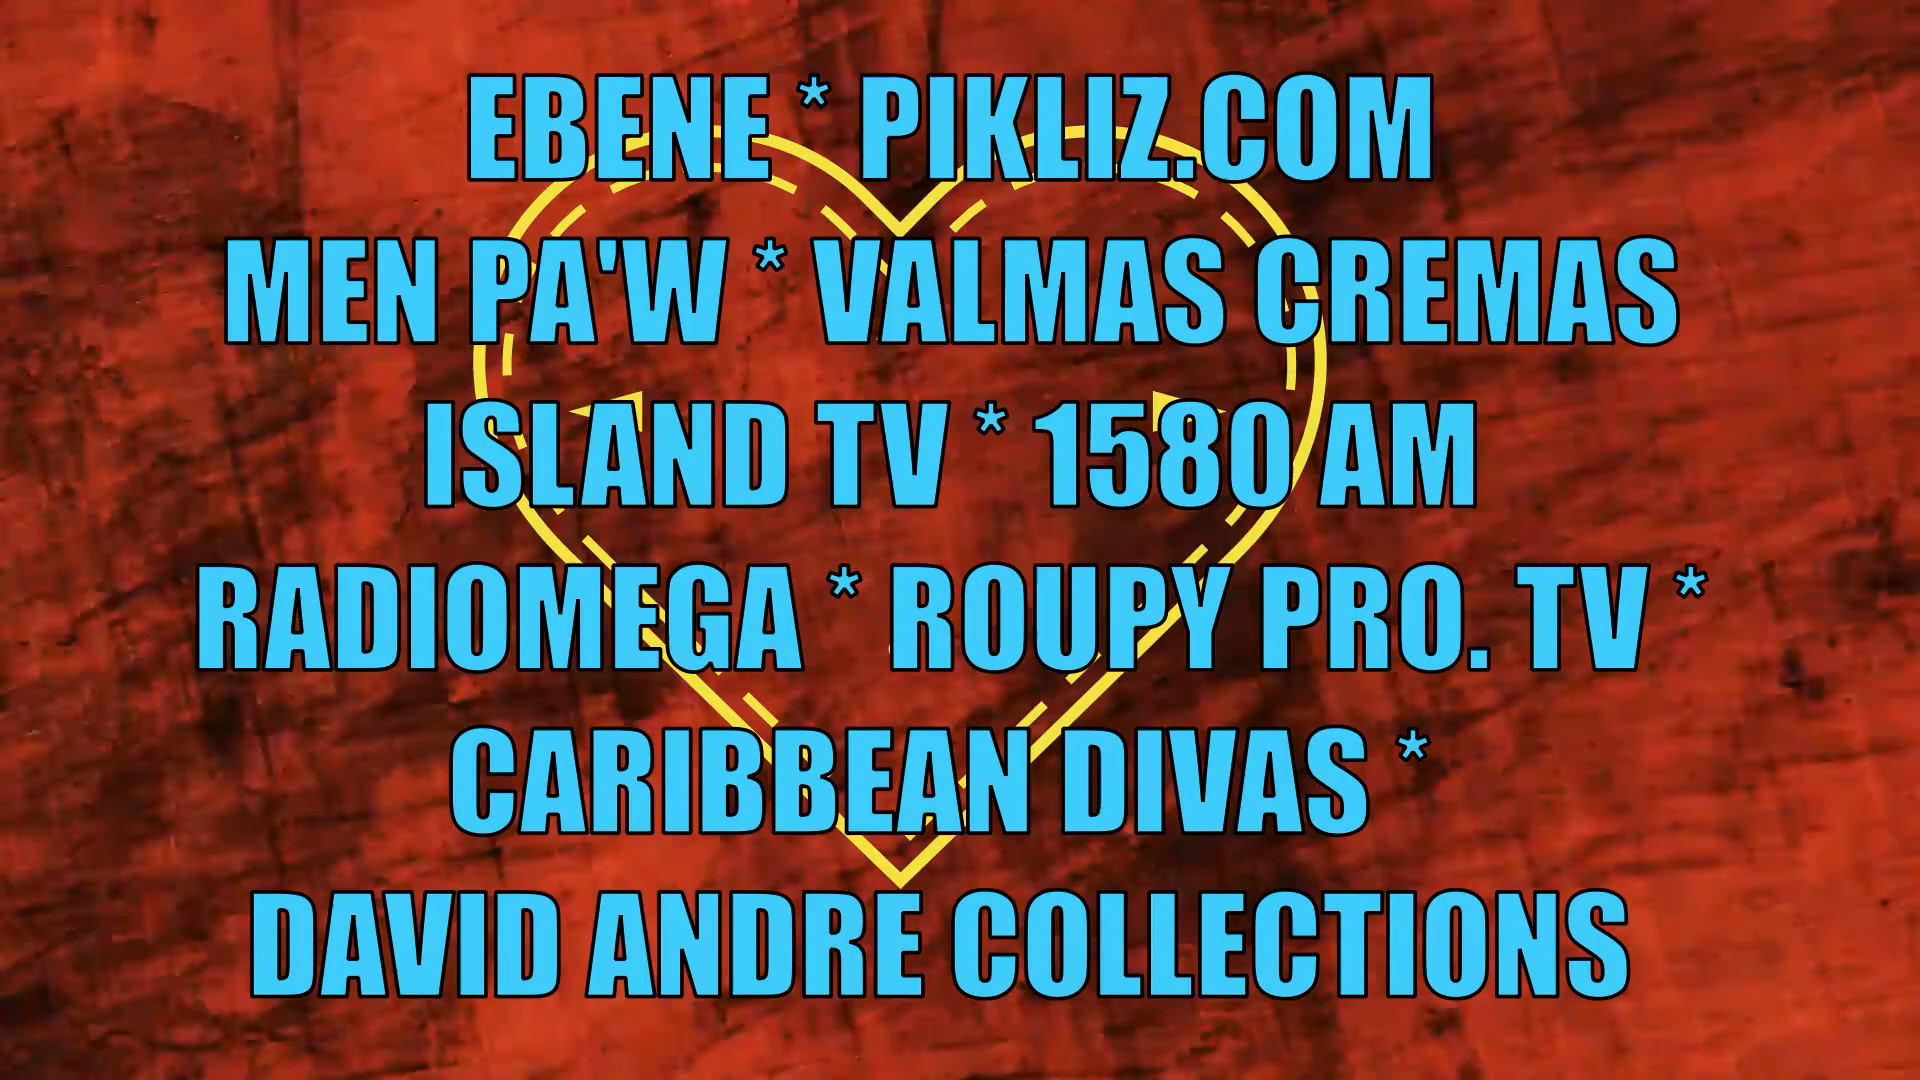 EBENE * PIKLIZ.COM
MEN PA'W * VALMAS CREMAS
ISLAND TV * 1580 AM
RADIOMEGA * ROUPY PRO. TV *
CARIBBEAN DIVAS *
DAVID ANDRE COLLECTIONS